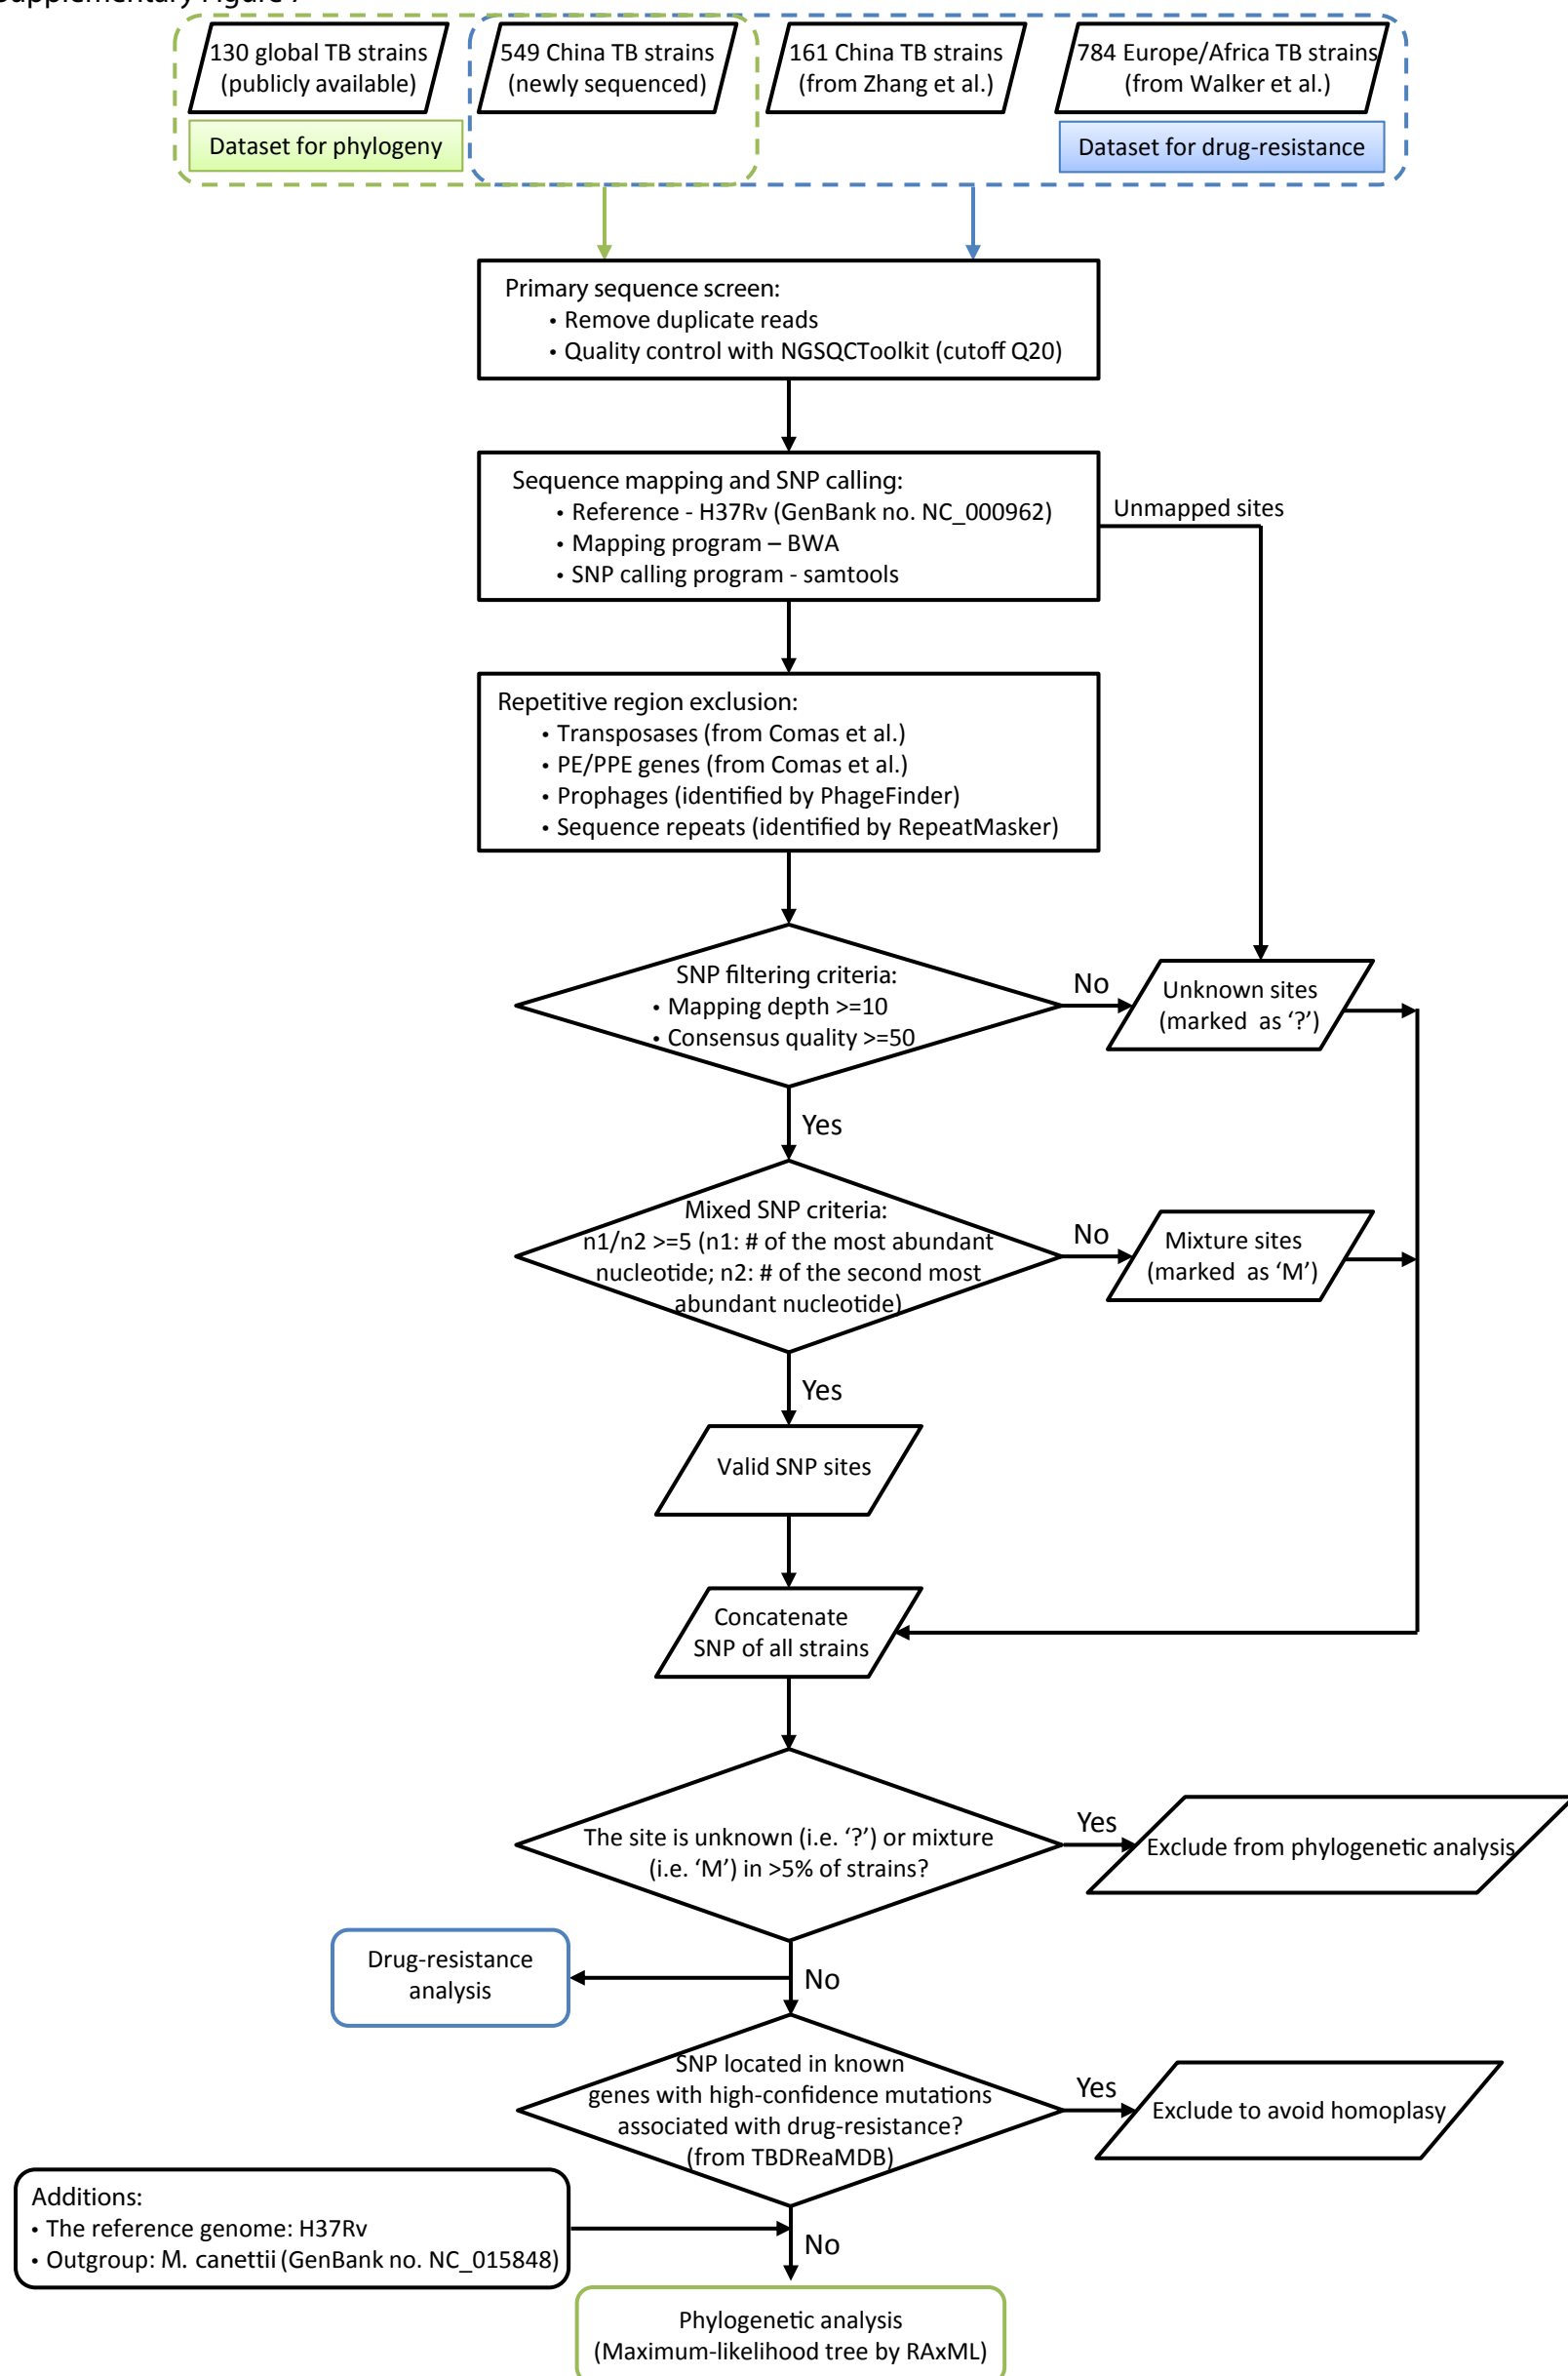 130 global TB strains
(publicly available)
549 China TB strains
(newly sequenced)
161 China TB strains
(from Zhang et al.)
784 Europe/Africa TB strains
(from Walker et al.)
Dataset for phylogeny
Dataset for drug-resistance
Primary sequence screen:
• Remove duplicate reads
• Quality control with NGSQCToolkit (cutoff Q20)
Sequence mapping and SNP calling:
• Reference - H37Rv (GenBank no. NC_000962)
• Mapping program – BWA
• SNP calling program - samtools
Unmapped sites
Repetitive region exclusion:
• Transposases (from Comas et al.)
• PE/PPE genes (from Comas et al.)
• Prophages (identified by PhageFinder)
• Sequence repeats (identified by RepeatMasker)
SNP filtering criteria:
• Mapping depth >=10
• Consensus quality >=50
No
Unknown sites
(marked as ‘?’)
Yes
Mixed SNP criteria:
n1/n2 >=5 (n1: # of the most abundant
nucleotide; n2: # of the second most
abundant nucleotide)
No
Mixture sites
(marked as ‘M’)
Yes
Valid SNP sites
Concatenate
SNP of all strains
The site is unknown (i.e. ‘?’) or mixture
(i.e. ‘M’) in >5% of strains?
Yes
Exclude from phylogenetic analysis
Drug-resistance
analysis
No
SNP located in known
genes with high-confidence mutations
associated with drug-resistance?
(from TBDReaMDB)
Yes
Exclude to avoid homoplasy
Additions:
• The reference genome: H37Rv
• Outgroup: M. canettii (GenBank no. NC_015848)
No
Phylogenetic analysis
(Maximum-likelihood tree by RAxML)